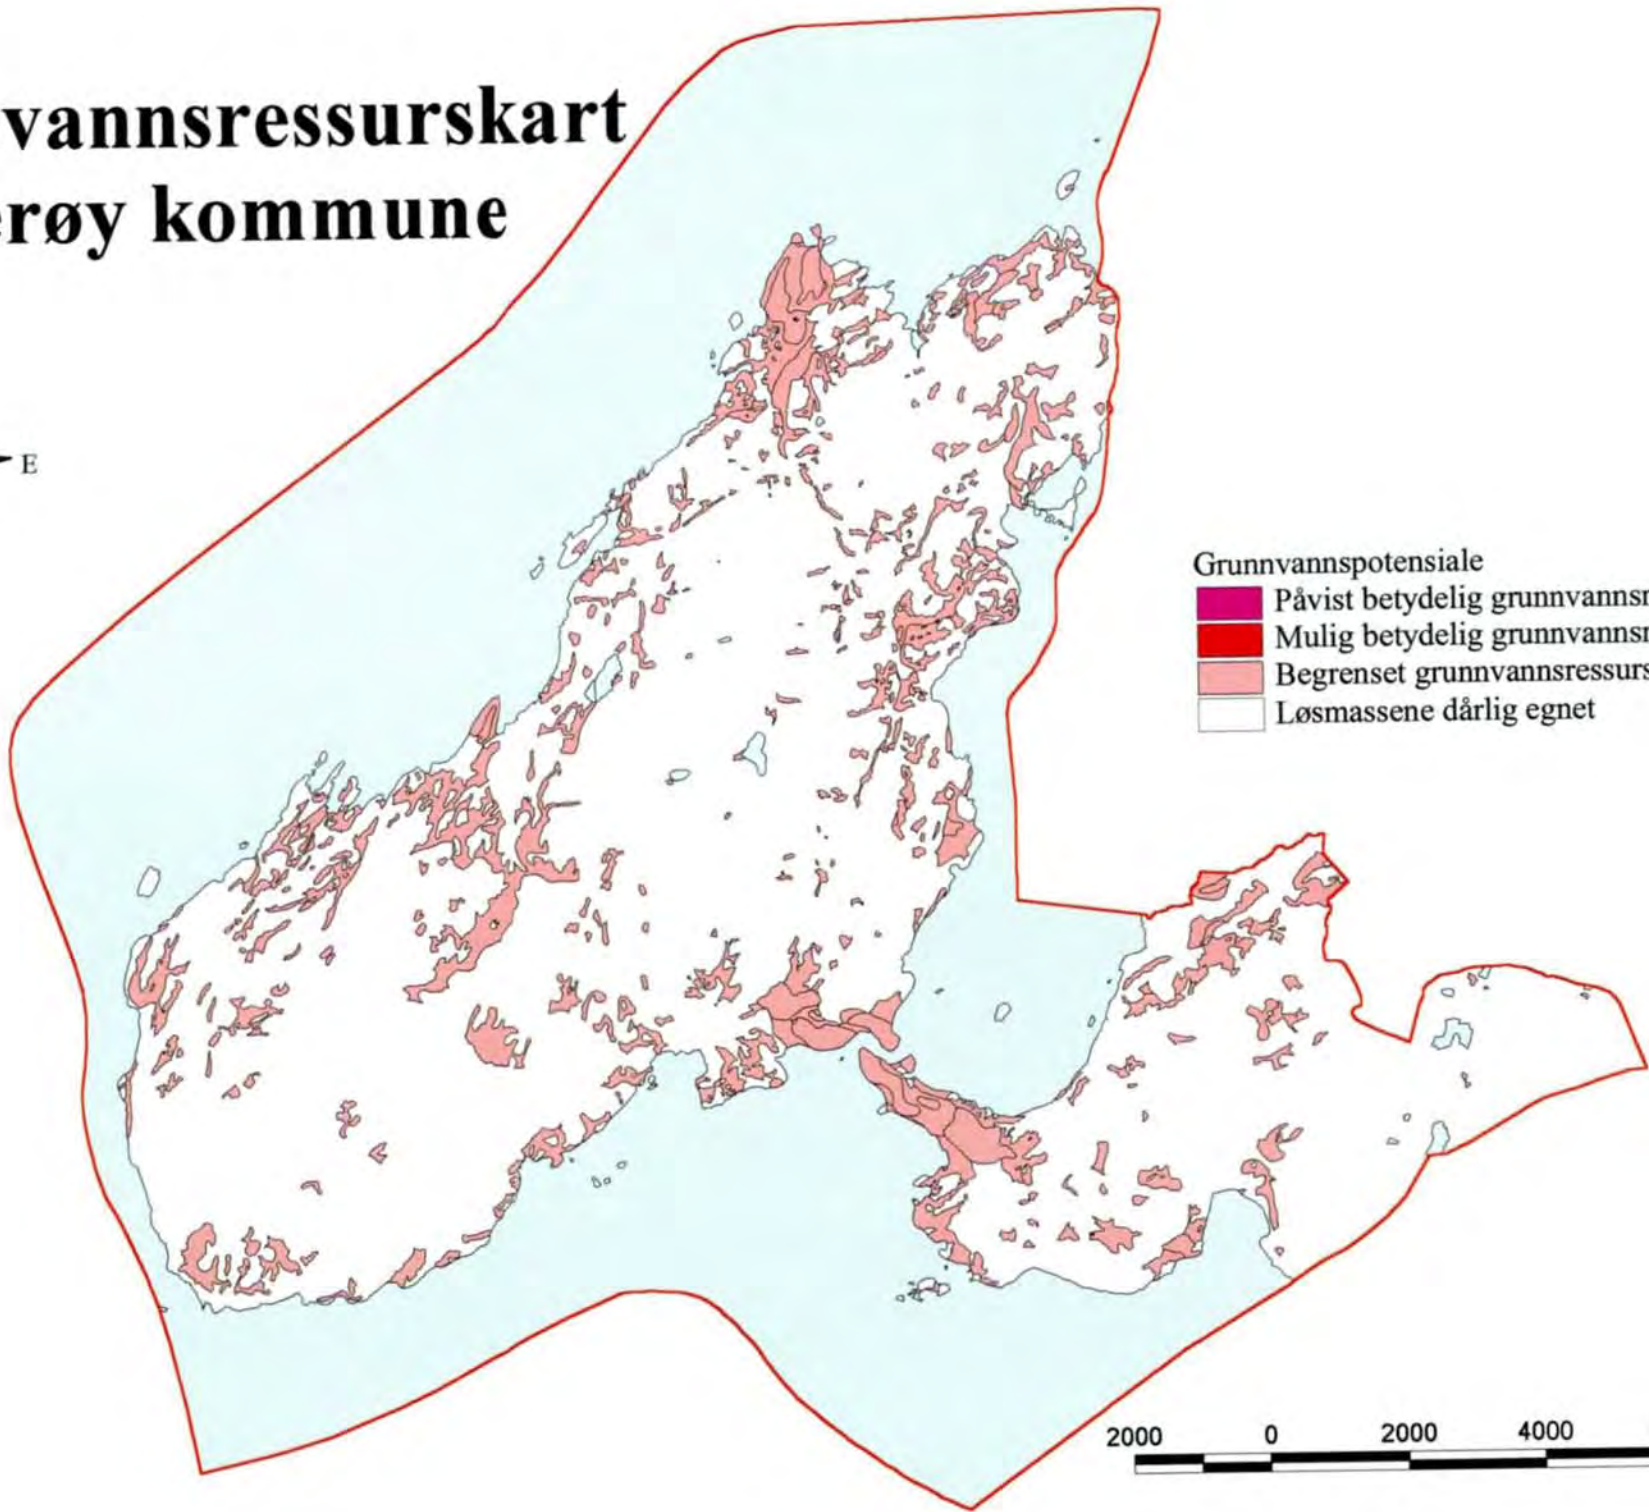 vannsressurskart
erøy kommune
E
Grunnvannspotensiale
Påvist betydelig grunnvannsr
Mulig betydelig grunnvannsr
Begrenset grunnvannsressurs
Løsmassene dårlig egnet
2000 0 2000 4000